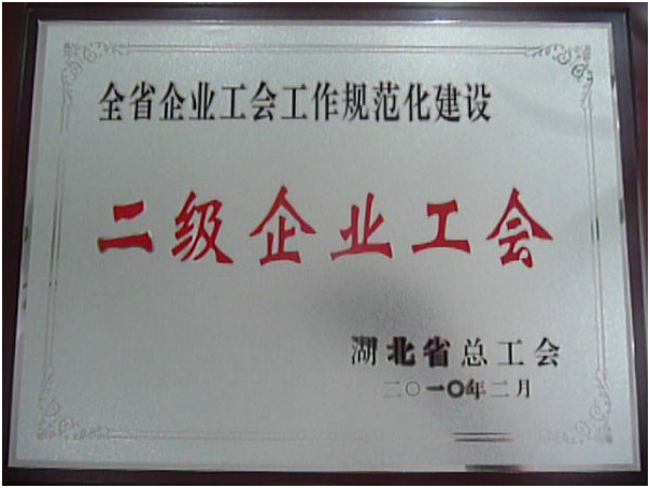 全省企业工会工作规范化建设
二级企业工会
湖北省总工会
二〇一〇年二月